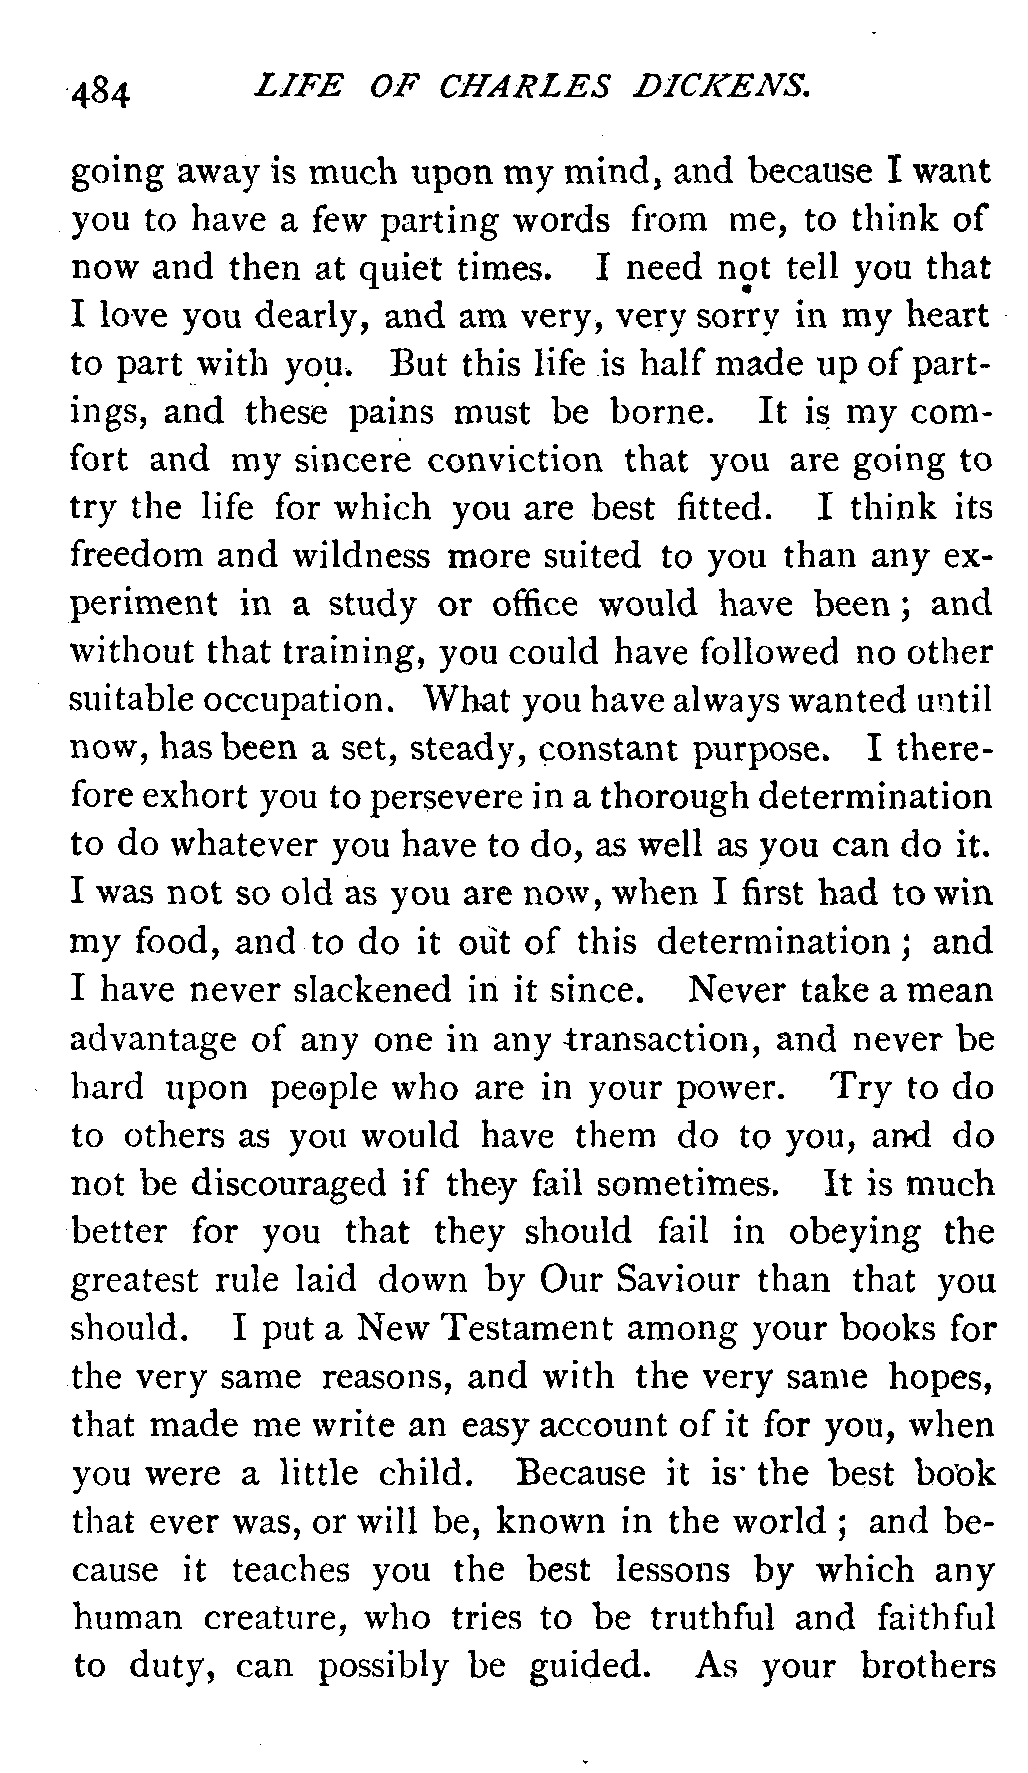 484 LIFE OF CHARLES DICKENS.
going away is much upon my mind, and because I want
you to have a few parting words from me, to think of
now and then at quiet times. I need not tell you that
I love you dearly, and am very, very sorry in my heart
to part with you. But this life is half made up of part-
ings, and these pains must be borne. It is my com-
fort and my sincere conviction that you are going to
try the life for which you are best fitted. I think its
freedom and wildness more suited to you than any ex-
periment in a study or office would have been; and
without that training, you could have followed no other
suitable occupation. What you have always wanted until
now, has been a set, steady, constant purpose. I there-
fore exhort you to persevere in a thorough determination
to do whatever you have to do, as well as you can do it.
I was not so old as you are now, when I first had to win
my food, and to do it out of this determination; and
I have never slackened in it since. Never take a mean
advantage of any one in any transaction, and never be
hard upon people who are in your power. Try to do
to others as you would have them do to you, and do
not be discouraged if they fail sometimes. It is much
better for you that they should fail in obeying the
greatest rule laid down by Our Saviour than that you
should. I put a New Testament among your books for
the very same reasons, and with the very same hopes,
that made me write an easy account of it for you, when
you were a little child. Because it is the best book
that ever was, or will be, known in the world; and be-
cause it teaches you the best lessons by which any
human creature, who tries to be truthful and faithful
to duty, can possibly be guided. As your brothers